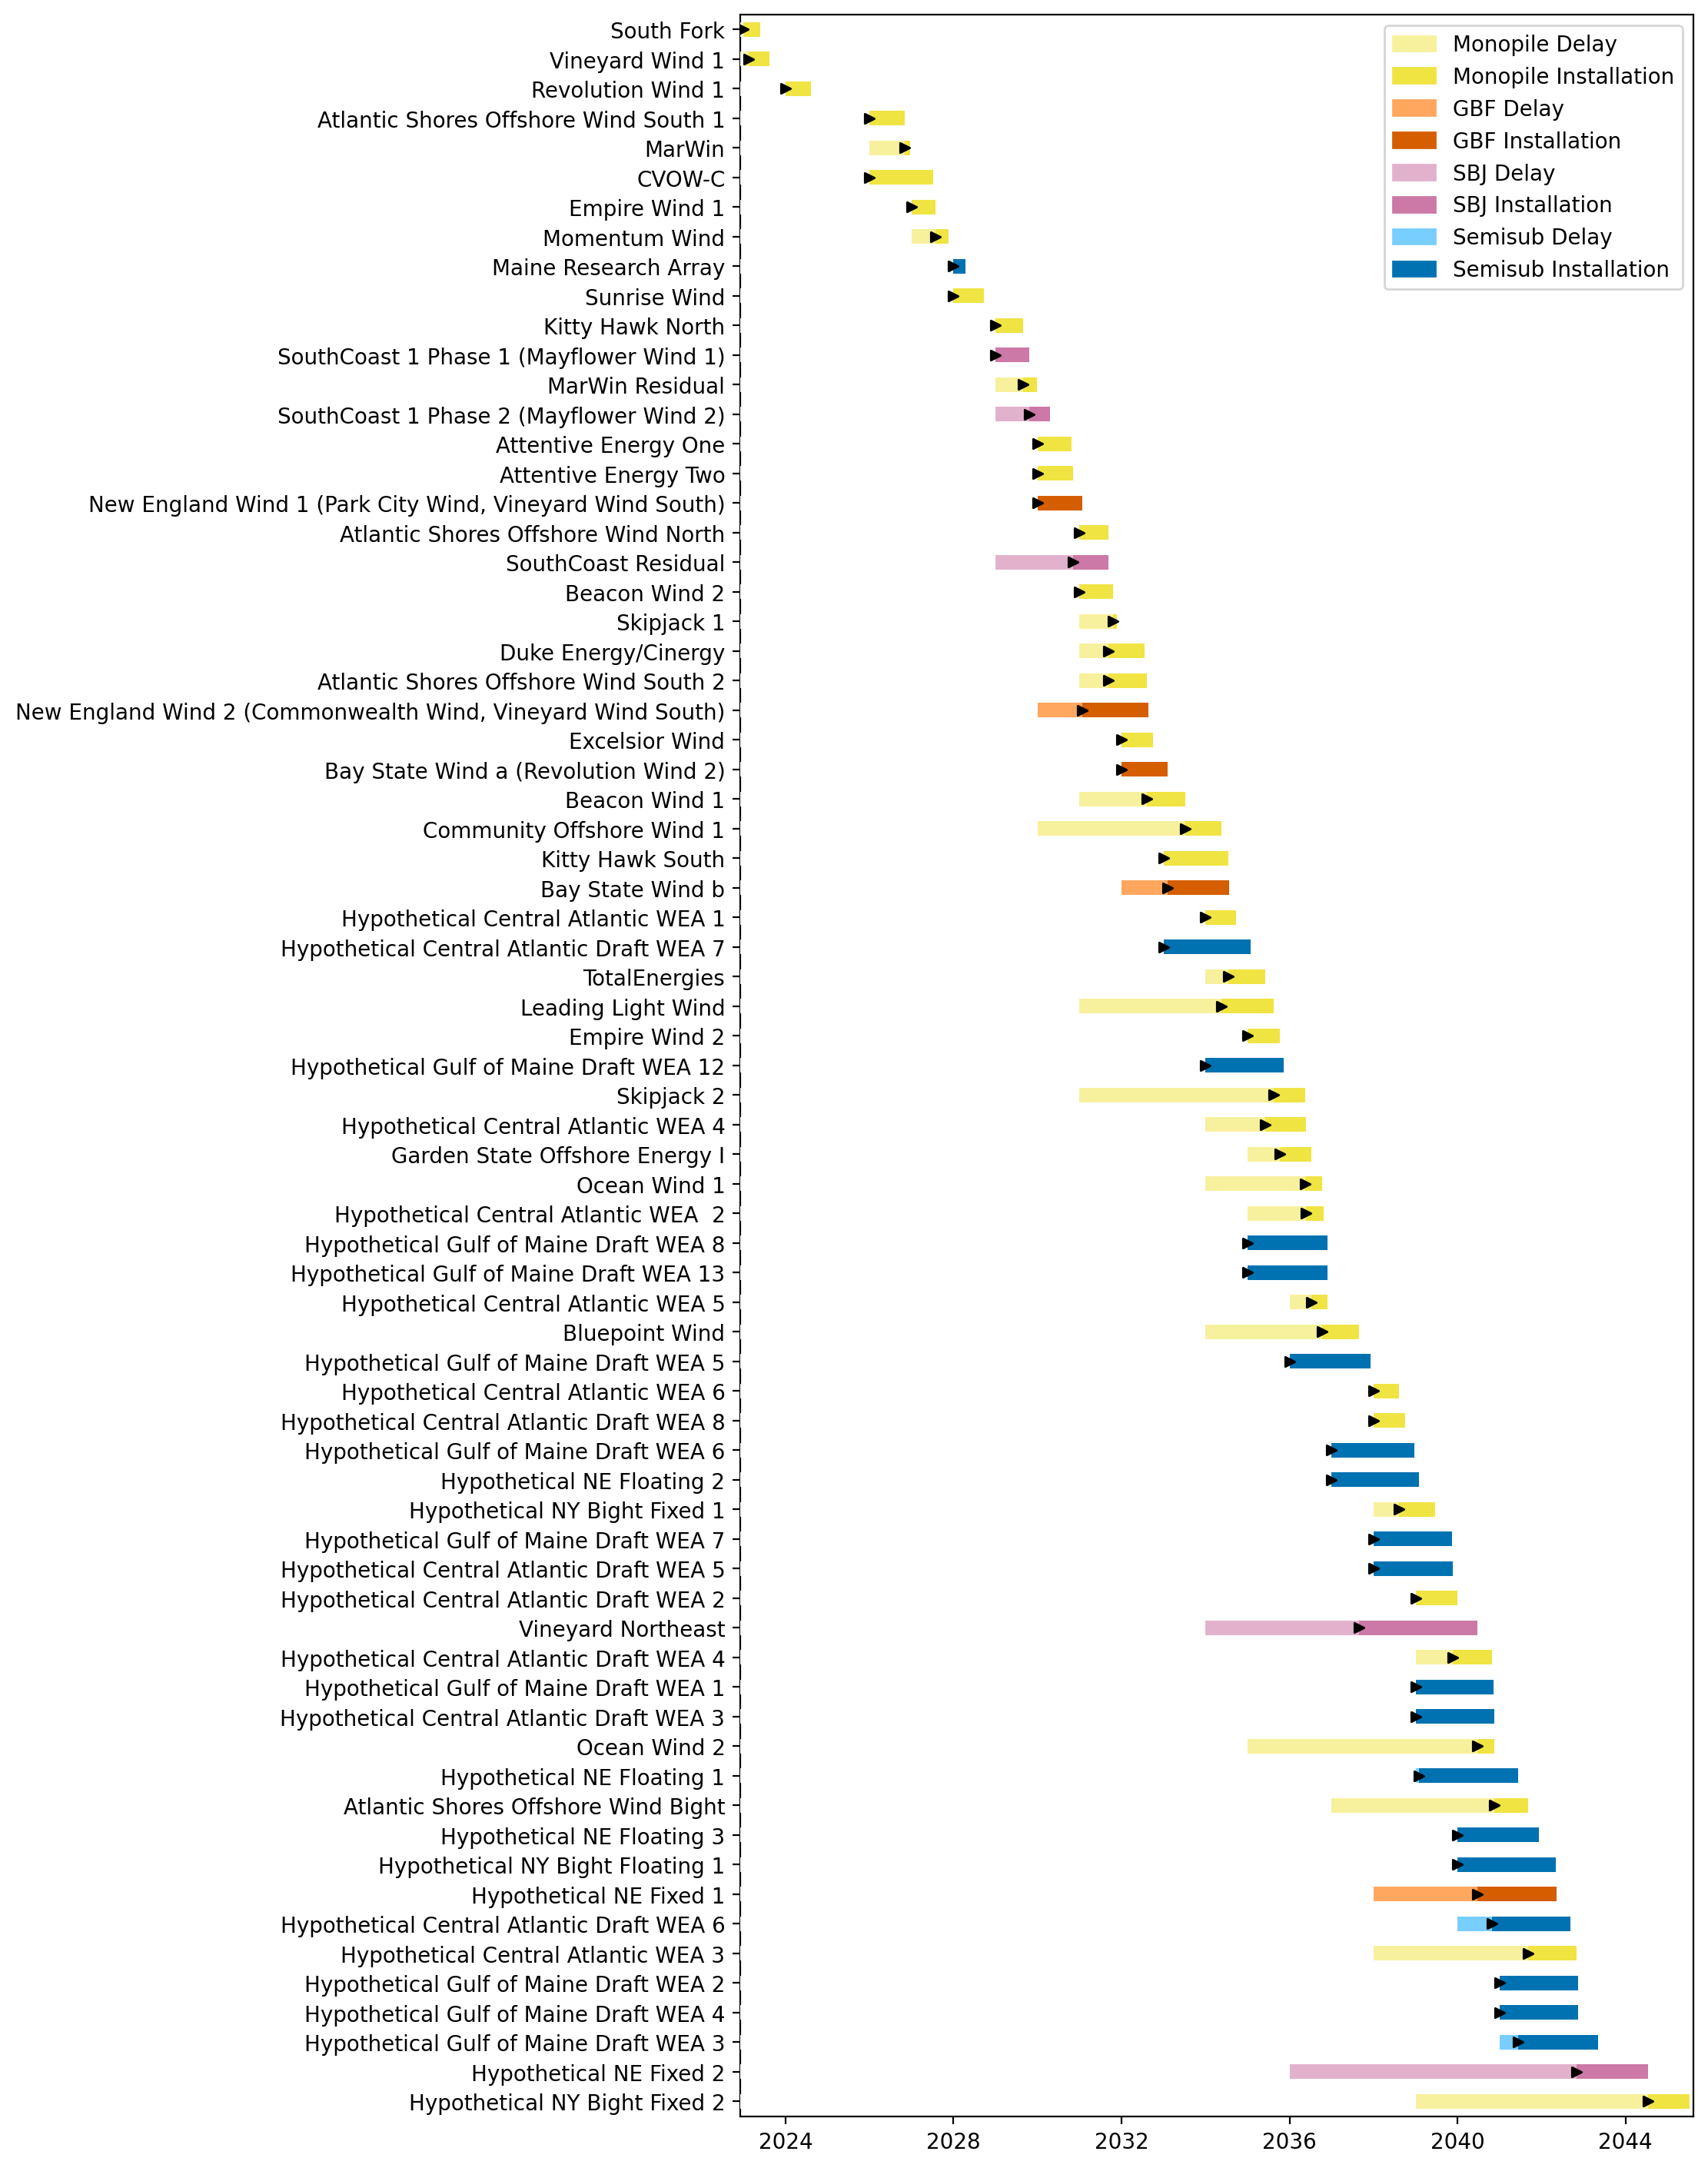 South Fork
Vineyard Wind 1
Revolution Wind 1
Atlantic Shores Offshore Wind South 1
MarWin
CVOW-C
Empire Wind 1
Momentum Wind
Maine Research Array
Sunrise Wind
Kitty Hawk North
SouthCoast 1 Phase 1 (Mayflower Wind 1)
MarWin Residual
SouthCoast 1 Phase 2 (Mayflower Wind 2)
Attentive Energy One
Attentive Energy Two
New England Wind 1 (Park City Wind, Vineyard Wind South)
Atlantic Shores Offshore Wind North
SouthCoast Residual
Beacon Wind 2
Skipjack 1
Duke Energy/Cinergy
Atlantic Shores Offshore Wind South 2
New England Wind 2 (Commonwealth Wind, Vineyard Wind South)
Excelsior Wind
Bay State Wind a (Revolution Wind 2)
Beacon Wind 1
Community Offshore Wind 1
Kitty Hawk South
Bay State Wind b
Hypothetical Central Atlantic WEA 1
Hypothetical Central Atlantic Draft WEA 7
TotalEnergies
Leading Light Wind
Empire Wind 2
Hypothetical Gulf of Maine Draft WEA 12
Skipjack 2
Hypothetical Central Atlantic WEA 4
Garden State Offshore Energy I
Ocean Wind 1
Hypothetical Central Atlantic WEA  2
Hypothetical Gulf of Maine Draft WEA 8
Hypothetical Gulf of Maine Draft WEA 13
Hypothetical Central Atlantic WEA 5
Bluepoint Wind
Hypothetical Gulf of Maine Draft WEA 5
Hypothetical Central Atlantic WEA 6
Hypothetical Central Atlantic Draft WEA 8
Hypothetical Gulf of Maine Draft WEA 6
Hypothetical NE Floating 2
Hypothetical NY Bight Fixed 1
Hypothetical Gulf of Maine Draft WEA 7
Hypothetical Central Atlantic Draft WEA 5
Hypothetical Central Atlantic Draft WEA 2
Vineyard Northeast
Hypothetical Central Atlantic Draft WEA 4
Hypothetical Gulf of Maine Draft WEA 1
Hypothetical Central Atlantic Draft WEA 3
Ocean Wind 2
Hypothetical NE Floating 1
Atlantic Shores Offshore Wind Bight
Hypothetical NE Floating 3
Hypothetical NY Bight Floating 1
Hypothetical NE Fixed 1
Hypothetical Central Atlantic Draft WEA 6
Hypothetical Central Atlantic WEA 3
Hypothetical Gulf of Maine Draft WEA 2
Hypothetical Gulf of Maine Draft WEA 4
Hypothetical Gulf of Maine Draft WEA 3
Hypothetical NE Fixed 2
Hypothetical NY Bight Fixed 2
Monopile Delay
Monopile Installation
GBF Delay
GBF Installation
SBJ Delay
SBJ Installation
Semisub Delay
Semisub Installation
2024 2028 2032 2036 2040 2044